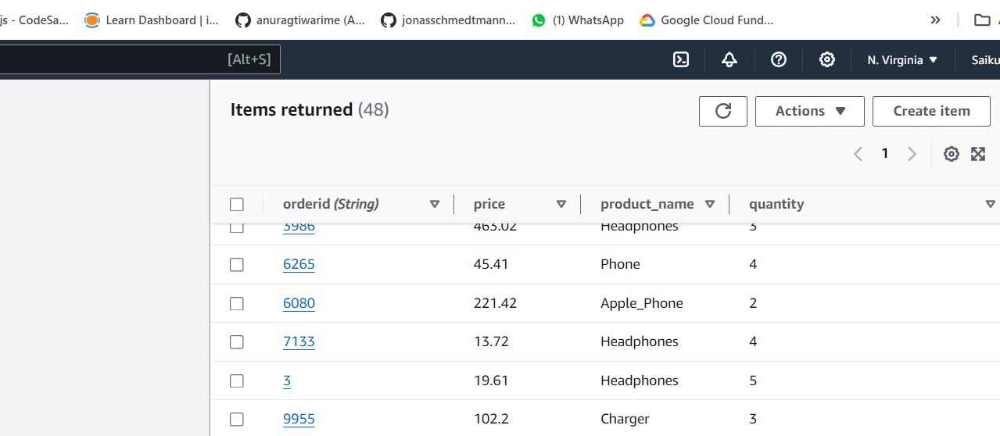 js - CodeSa... Learn Dashboard | i... anuragtiwarime (A... jonasschmedtmann... (1) WhatsApp Google Cloud Fund... »
[Alt+S] N. Virginia Saiku
Items returned (48) Actions Create item
1
orderid (String) price product_name quantity
3986 463.02 Headphones 3
6265 45.41 Phone 4
6080 221.42 Apple_Phone 2
7133 13.72 Headphones 4
3 19.61 Headphones 5
9955 102.2 Charger 3